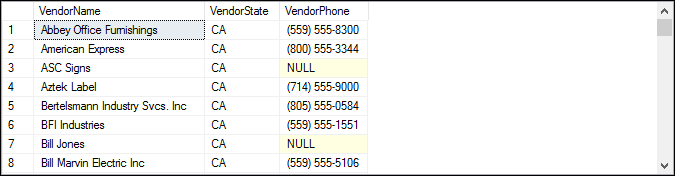 VendorName VendorState VendorPhone
1 Abbey Office Furnishings CA (559) 555-8300
2 American Express CA (800) 555-3344
3 ASC Signs CA NULL
4 Aztek Label CA (714) 555-9000
5 Bertelsmann Industry Svcs. Inc CA (805) 555-0584
6 BFI Industries CA (559) 555-1551
7 Bill Jones CA NULL
8 Bill Marvin Electric Inc CA (559) 555-5106